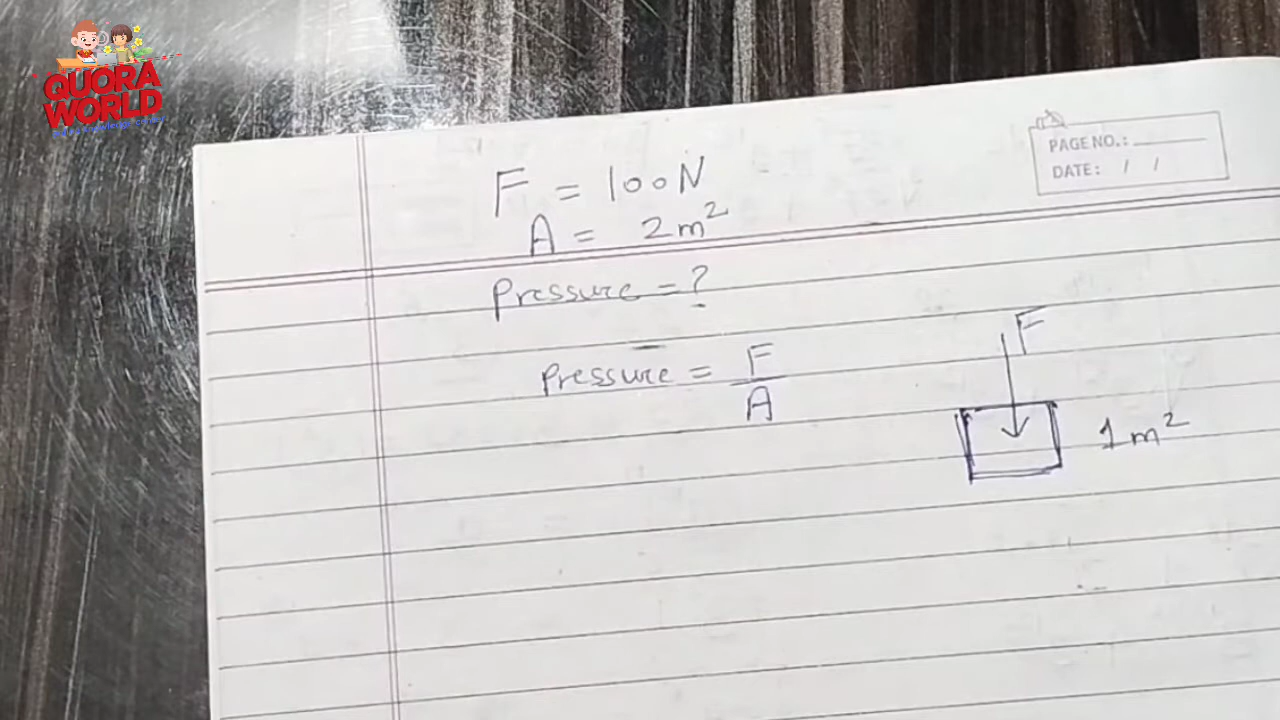 QUORA
WORLD
PAGE NO.:
DATE: / /
F = 100N
A = 2m²
Pressure = ?
Pressure = F
A
F
1m²